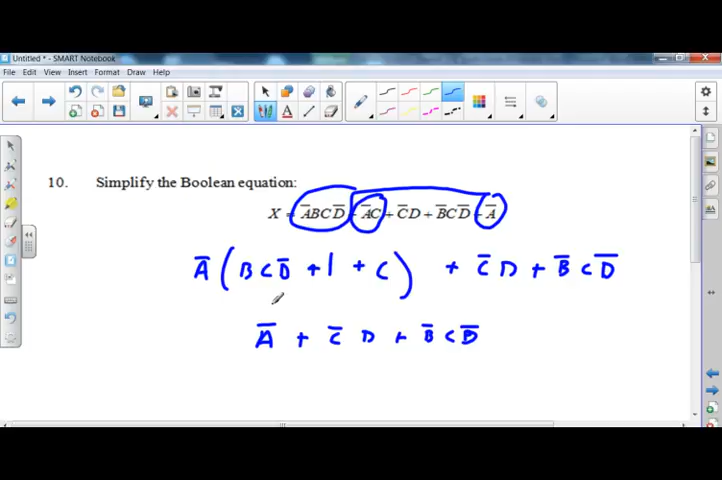 Untitled * - SMART Notebook
File Edit View Insert Format Draw Help
10. Simplify the Boolean equation:
X = A̅BCD̅ + A̅C + C̅D + B̅CD̅ + A̅
A̅ ( B C D̅ + 1 + C ) + C̅ D + B̅ C D̅
A̅ + C̅ D + B̅ C D̅